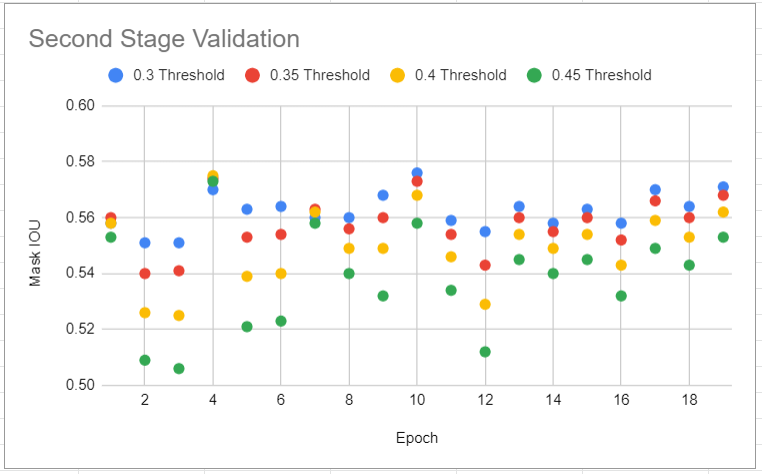 Second Stage Validation
0.3 Threshold 0.35 Threshold 0.4 Threshold 0.45 Threshold
0.60
0.58
0.56
0.54
0.52
0.50
Mask IOU
2 4 6 8 10 12 14 16 18
Epoch